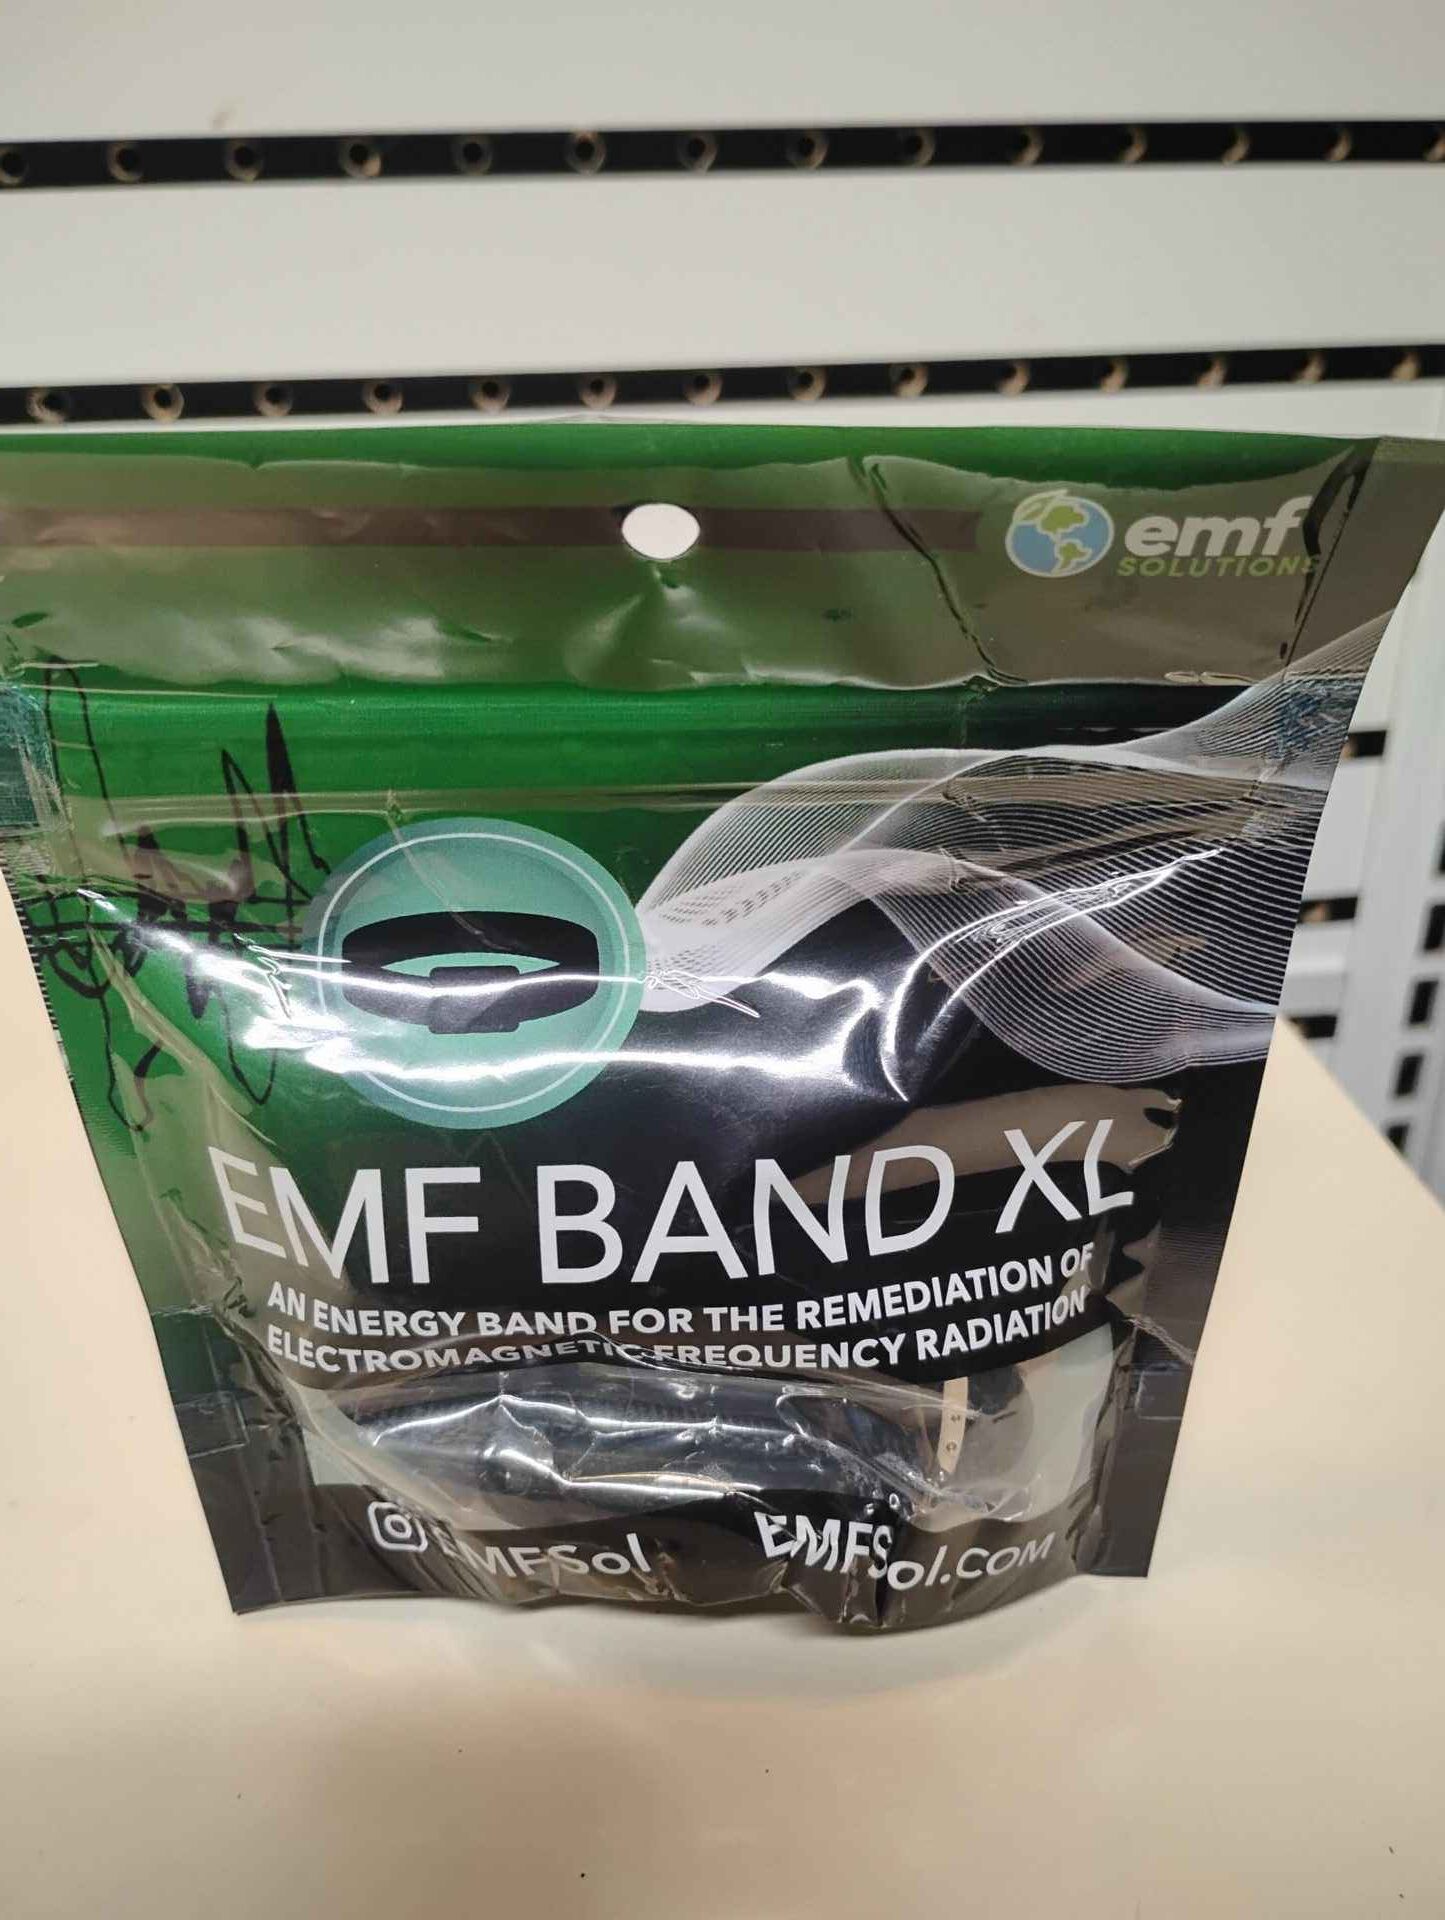 emf
SOLUTIONS
EMF BAND XL
AN ENERGY BAND FOR THE REMEDIATION OF
ELECTROMAGNETIC FREQUENCY RADIATION
EMFSol
EMFSol.COM